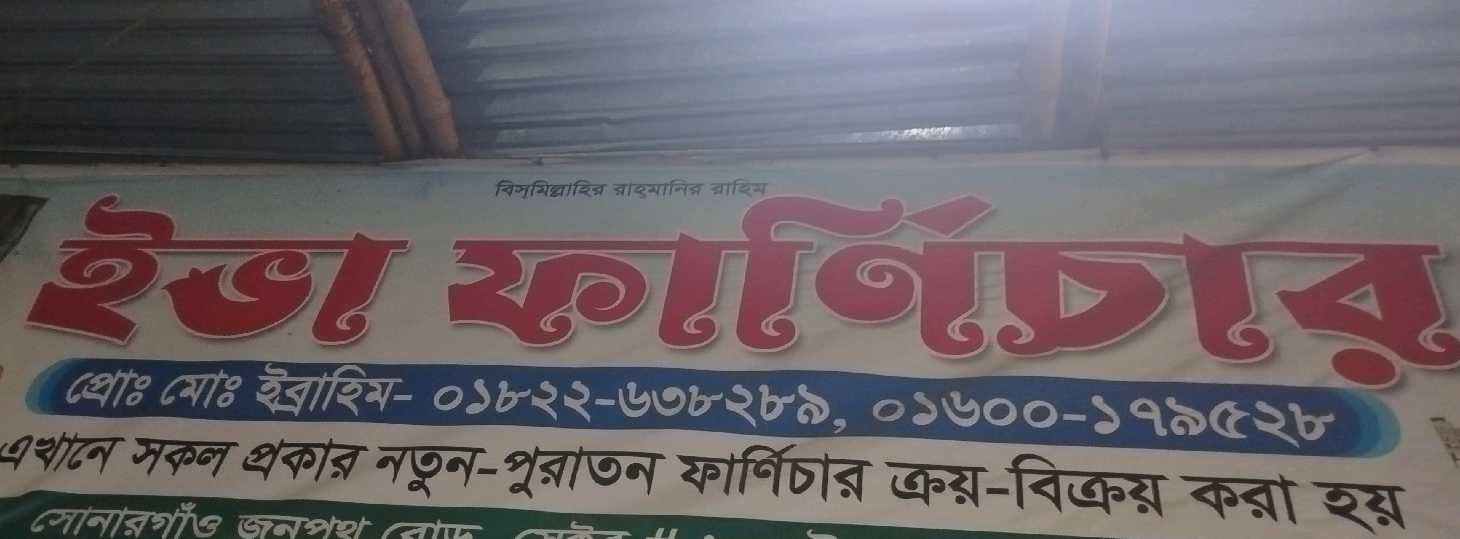 বিসমিল্লাহির রাহমানির রাহিম
ইভা ফার্ণিচার
প্রোঃ মোঃ ইব্রাহিম- ০১৮২২-৬৩৮২৮৯, ০১৬০০-১৭৯৫২৮
এখানে সকল প্রকার নতুন-পুরাতন ফার্ণিচার ক্রয়-বিক্রয় করা হয়
সোনারগাঁও জনপথ রোড